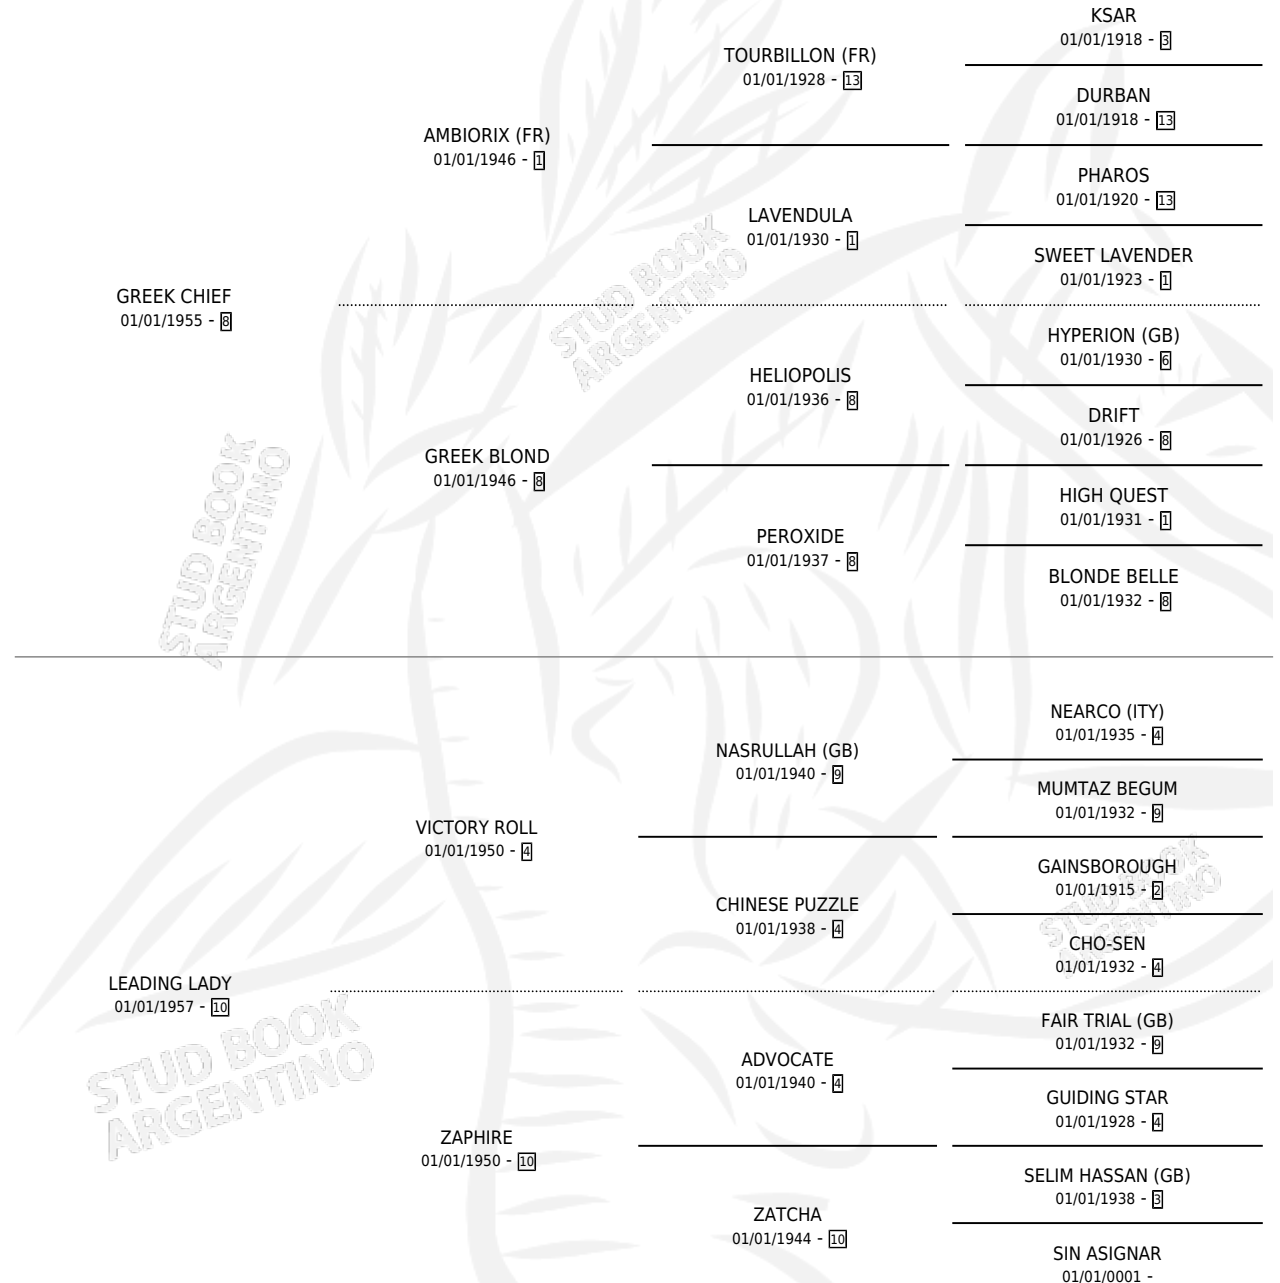 KSAR
01/01/1918 - 3
TOURBILLON (FR)
01/01/1928 - 13
DURBAN
01/01/1918 - 13
AMBIORIX (FR)
01/01/1946 - 1
PHAROS
01/01/1920 - 13
LAVENDULA
01/01/1930 - 1
SWEET LAVENDER
01/01/1923 - 1
GREEK CHIEF
01/01/1955 - 8
STUD BOOK
ARGENTINO
HYPERION (GB)
01/01/1930 - 6
HELIOPOLIS
01/01/1936 - 8
DRIFT
01/01/1926 - 8
GREEK BLOND
01/01/1946 - 8
HIGH QUEST
01/01/1931 - 1
PEROXIDE
01/01/1937 - 8
BLONDE BELLE
01/01/1932 - 8
STUD BOOK
ARGENTINO
NEARCO (ITY)
01/01/1935 - 4
NASRULLAH (GB)
01/01/1940 - 9
MUMTAZ BEGUM
01/01/1932 - 9
VICTORY ROLL
01/01/1950 - 4
GAINSBOROUGH
01/01/1915 - 2
CHINESE PUZZLE
01/01/1938 - 4
STUD BOOK
ARGENTINO
CHO-SEN
01/01/1932 - 4
LEADING LADY
01/01/1957 - 10
FAIR TRIAL (GB)
01/01/1932 - 9
ADVOCATE
01/01/1940 - 4
GUIDING STAR
01/01/1928 - 4
STUD BOOK
ARGENTINO
ZAPHIRE
01/01/1950 - 10
SELIM HASSAN (GB)
01/01/1938 - 3
ZATCHA
01/01/1944 - 10
SIN ASIGNAR
01/01/0001 -